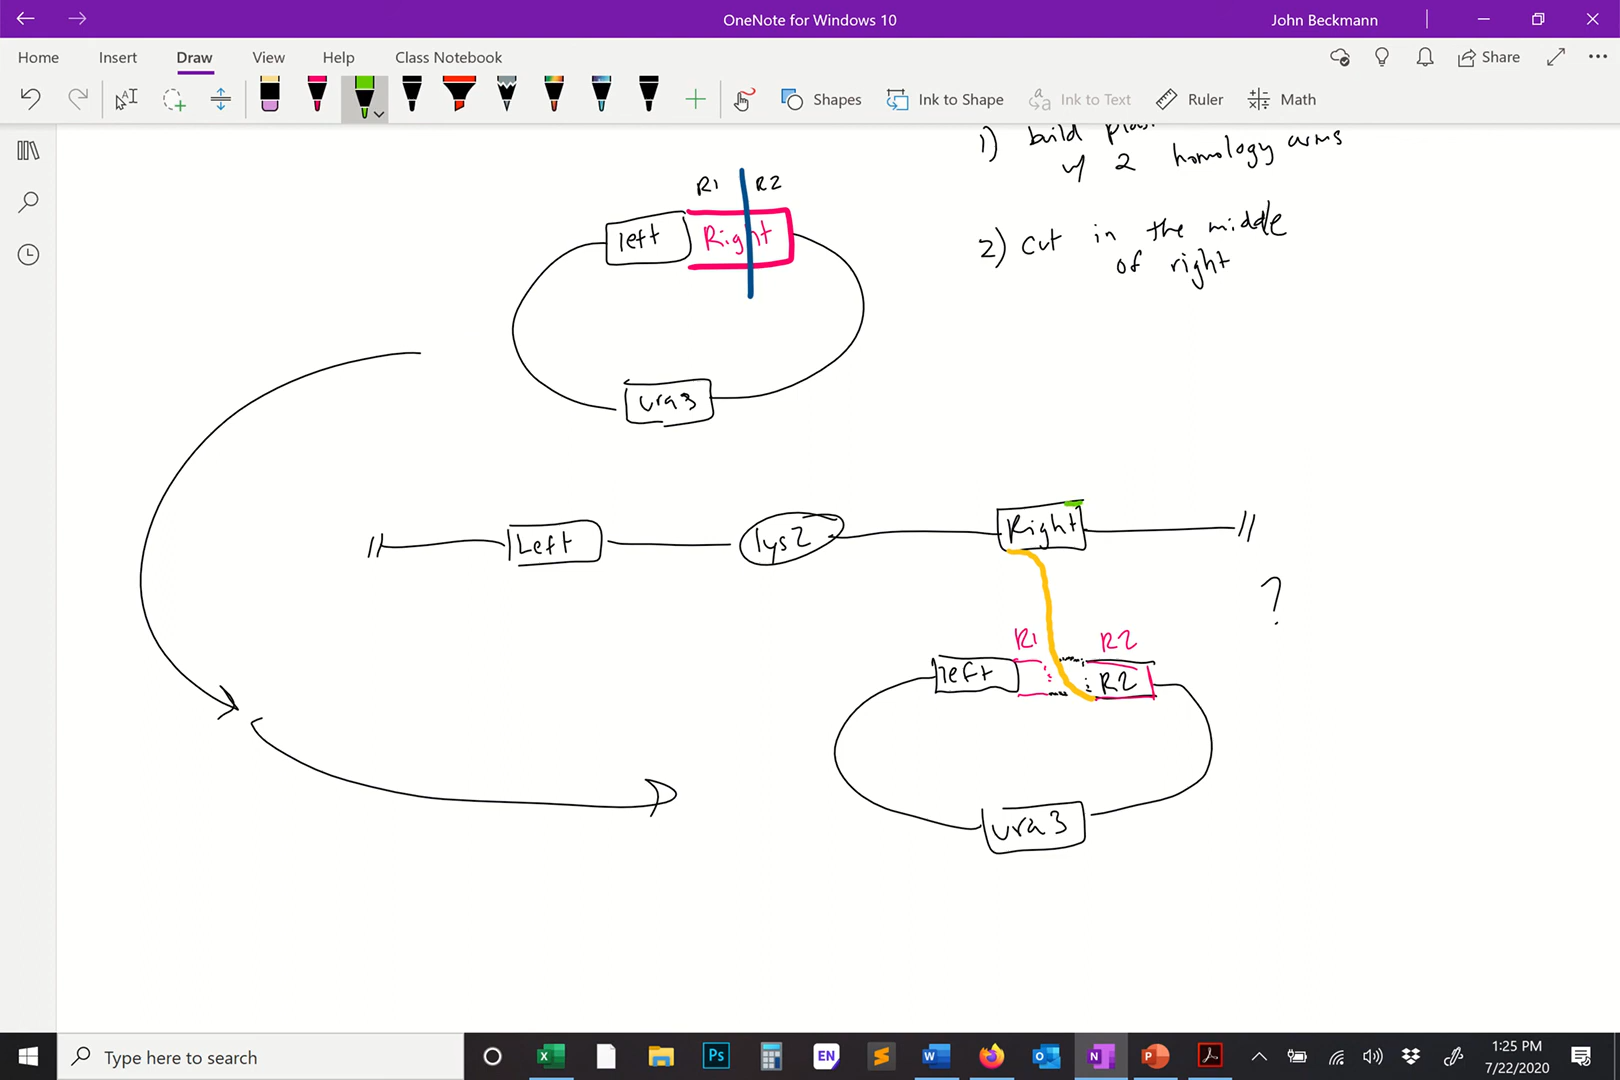 OneNote for Windows 10
John Beckmann
Home Insert Draw View Help Class Notebook
Share
Shapes
Ink to Shape
Ink to Text
Ruler
Math
1) build
w/ 2 homology arms
2) cut in the middle
of right
R1 R2
left Right
ura3
Left lys2 Right
?
R1 R2
left R2
ura3
Type here to search
EN
1:25 PM
7/22/2020